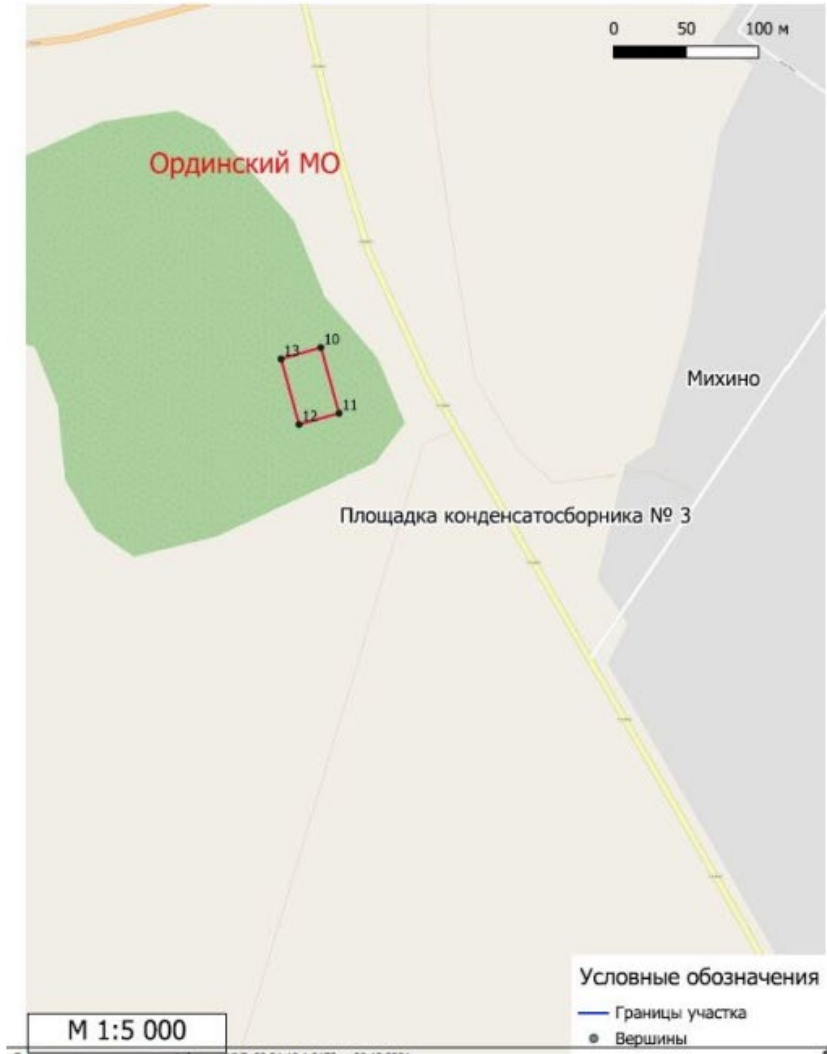 0 50 100 м
Ординский МО
13 10
Михино
12 11
Площадка конденсатосборника № 3
Условные обозначения
Границы участка
М 1:5 000
Вершины